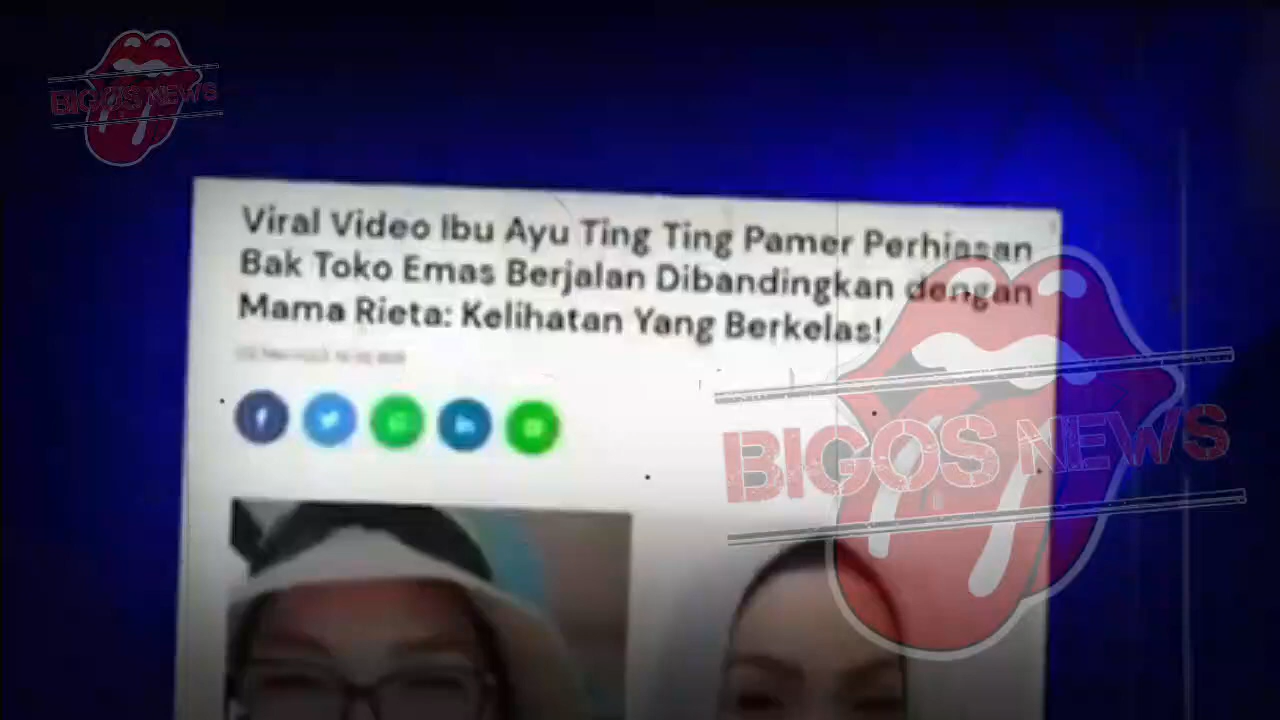 BIGOS NEWS
Viral Video Ibu Ayu Ting Ting Pamer Perhiasan
Bak Toko Emas Berjalan Dibandingkan dengan
Mama Rieta: Kelihatan Yang Berkelas!
BIGOS NEWS